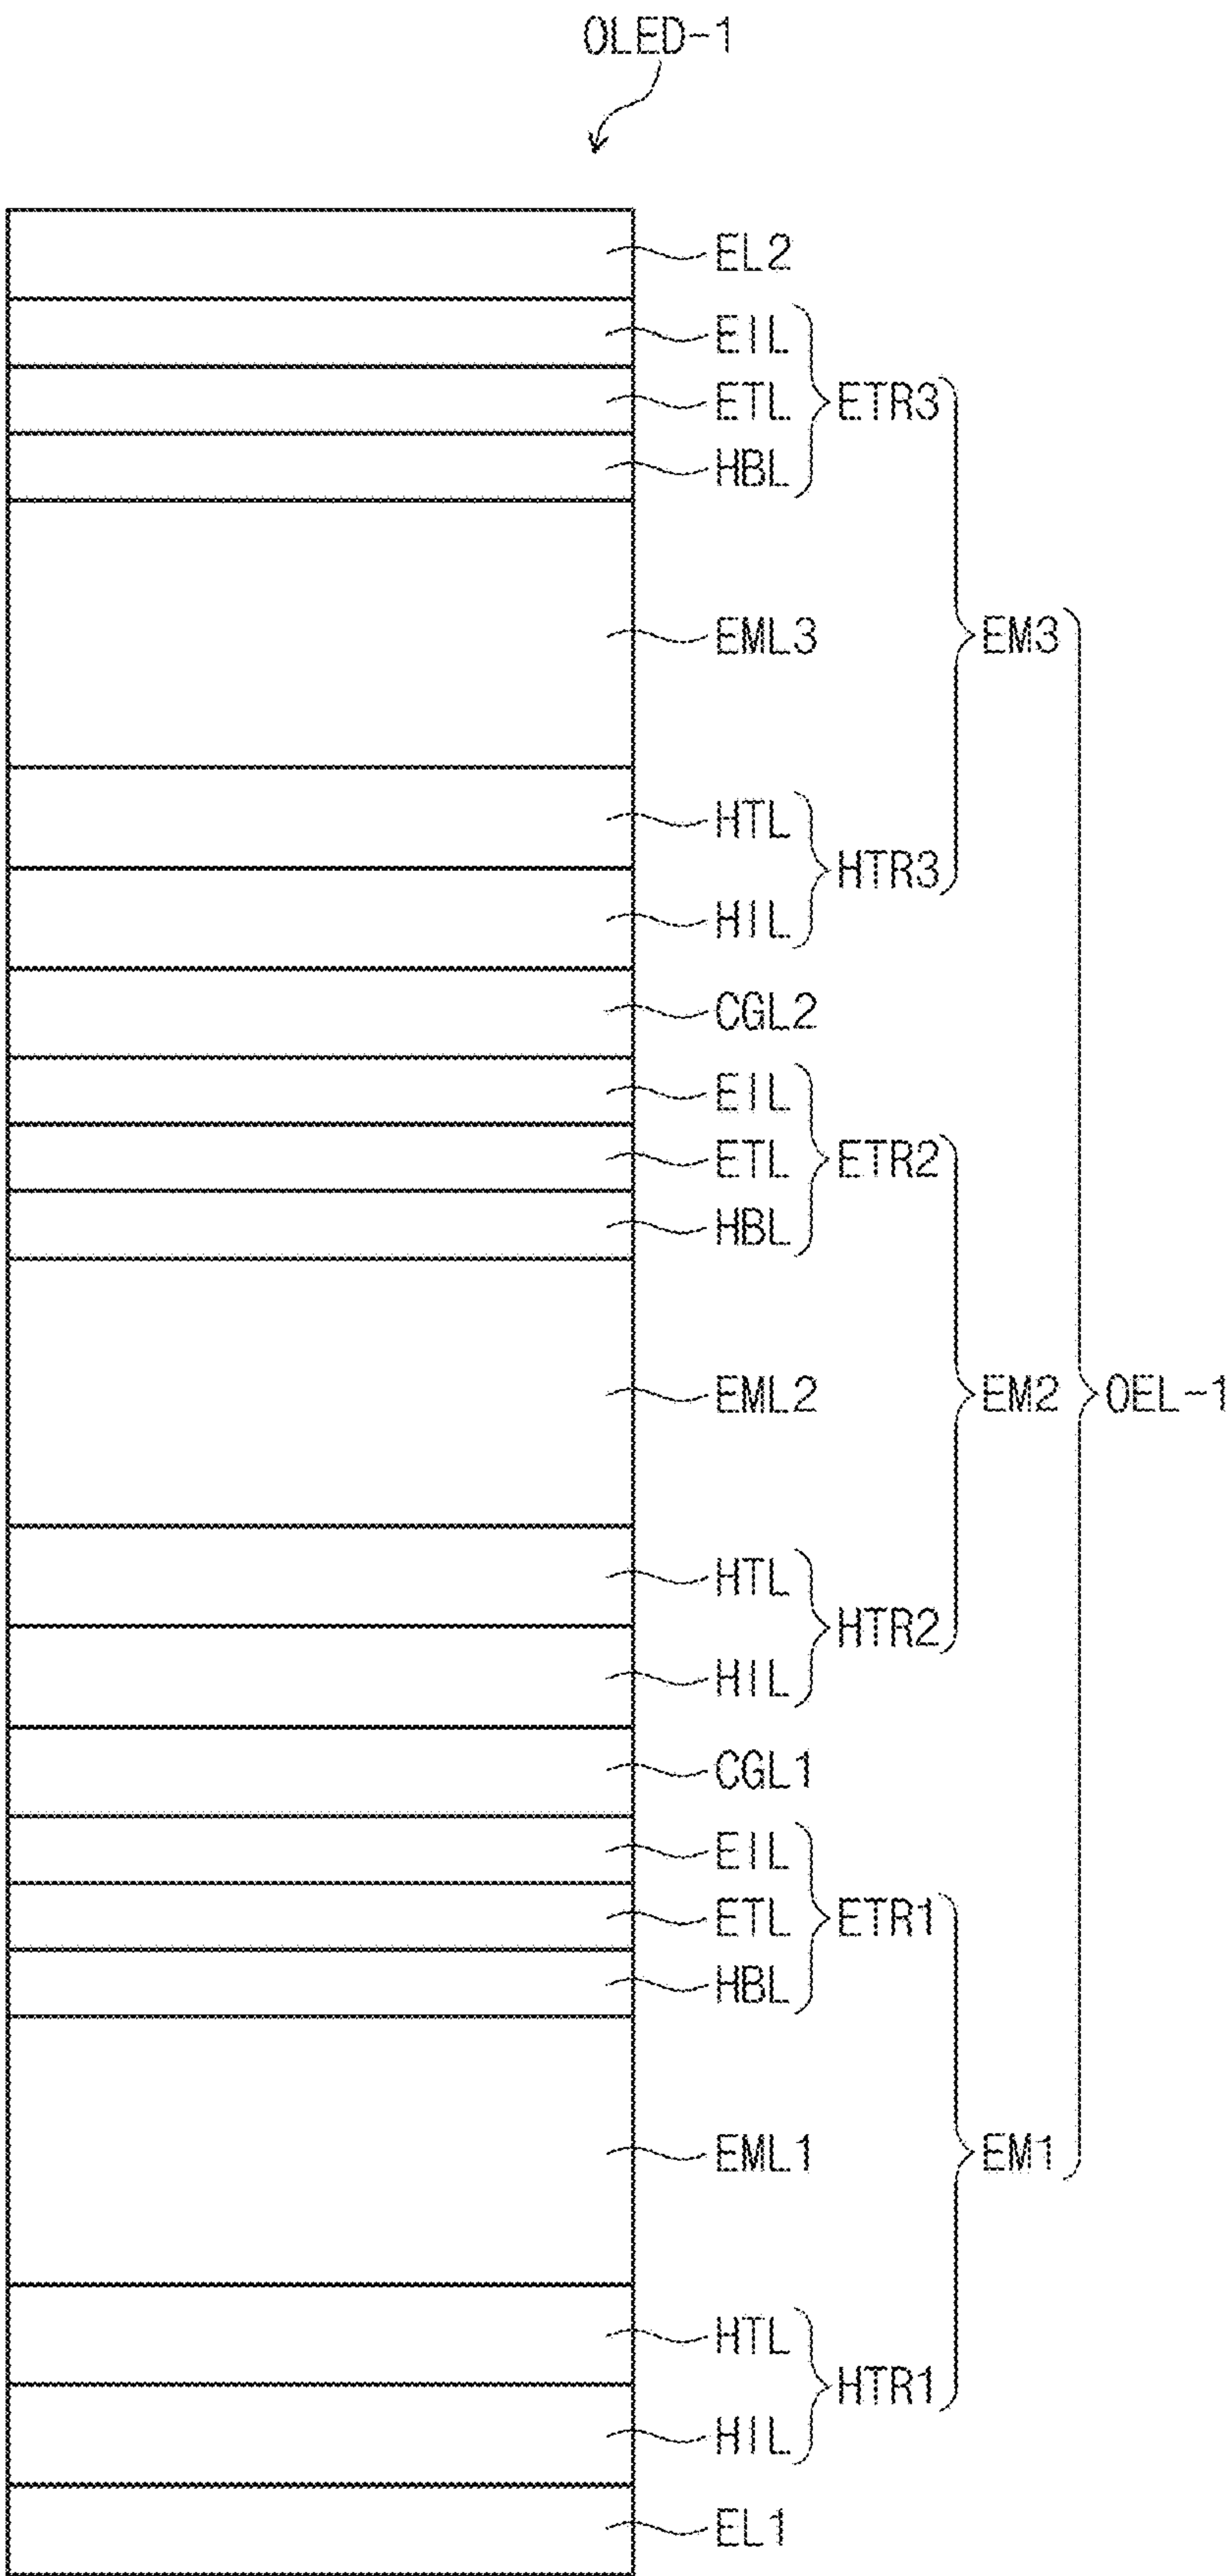 OLED-1
EL2
EIL
ETL ETR3
HBL
EML3 EM3
HTL
HTR3
HIL
CGL2
EIL
ETL ETR2
HBL
EML2 EM2 OEL-1
HTL
HTR2
HIL
CGL1
EIL
ETL ETR1
HBL
EML1 EM1
HTL
HTR1
HIL
EL1